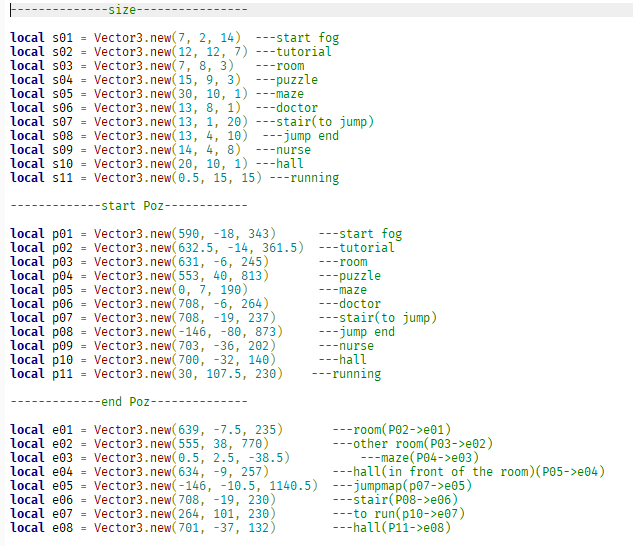 --------------size----------------
local s01 = Vector3.new(7, 2, 14)  ---start fog
local s02 = Vector3.new(12, 12, 7) ---tutorial
local s03 = Vector3.new(7, 8, 3)   ---room
local s04 = Vector3.new(15, 9, 3)  ---puzzle
local s05 = Vector3.new(30, 10, 1) ---maze
local s06 = Vector3.new(13, 8, 1)  ---doctor
local s07 = Vector3.new(13, 1, 20) ---stair(to jump)
local s08 = Vector3.new(13, 4, 10)  ---jump end
local s09 = Vector3.new(14, 4, 8)  ---nurse
local s10 = Vector3.new(20, 10, 1) ---hall
local s11 = Vector3.new(0.5, 15, 15) ---running
-------------start Poz------------
local p01 = Vector3.new(590, -18, 343)      ---start fog
local p02 = Vector3.new(632.5, -14, 361.5)  ---tutorial
local p03 = Vector3.new(631, -6, 245)       ---room
local p04 = Vector3.new(553, 40, 813)       ---puzzle
local p05 = Vector3.new(0, 7, 190)          ---maze
local p06 = Vector3.new(708, -6, 264)       ---doctor
local p07 = Vector3.new(708, -19, 237)      ---stair(to jump)
local p08 = Vector3.new(-146, -80, 873)     ---jump end
local p09 = Vector3.new(703, -36, 202)      ---nurse
local p10 = Vector3.new(700, -32, 140)      ---hall
local p11 = Vector3.new(30, 107.5, 230)    ---running
-------------end Poz--------------
local e01 = Vector3.new(639, -7.5, 235)       ---room(P02->e01)
local e02 = Vector3.new(555, 38, 770)         ---other room(P03->e02)
local e03 = Vector3.new(0.5, 2.5, -38.5)          ---maze(P04->e03)
local e04 = Vector3.new(634, -9, 257)         ---hall(in front of the room)(P05->e04)
local e05 = Vector3.new(-146, -10.5, 1140.5)  ---jumpmap(p07->e05)
local e06 = Vector3.new(708, -19, 230)        ---stair(P08->e06)
local e07 = Vector3.new(264, 101, 230)        ---to run(p10->e07)
local e08 = Vector3.new(701, -37, 132)        ---hall(P11->e08)